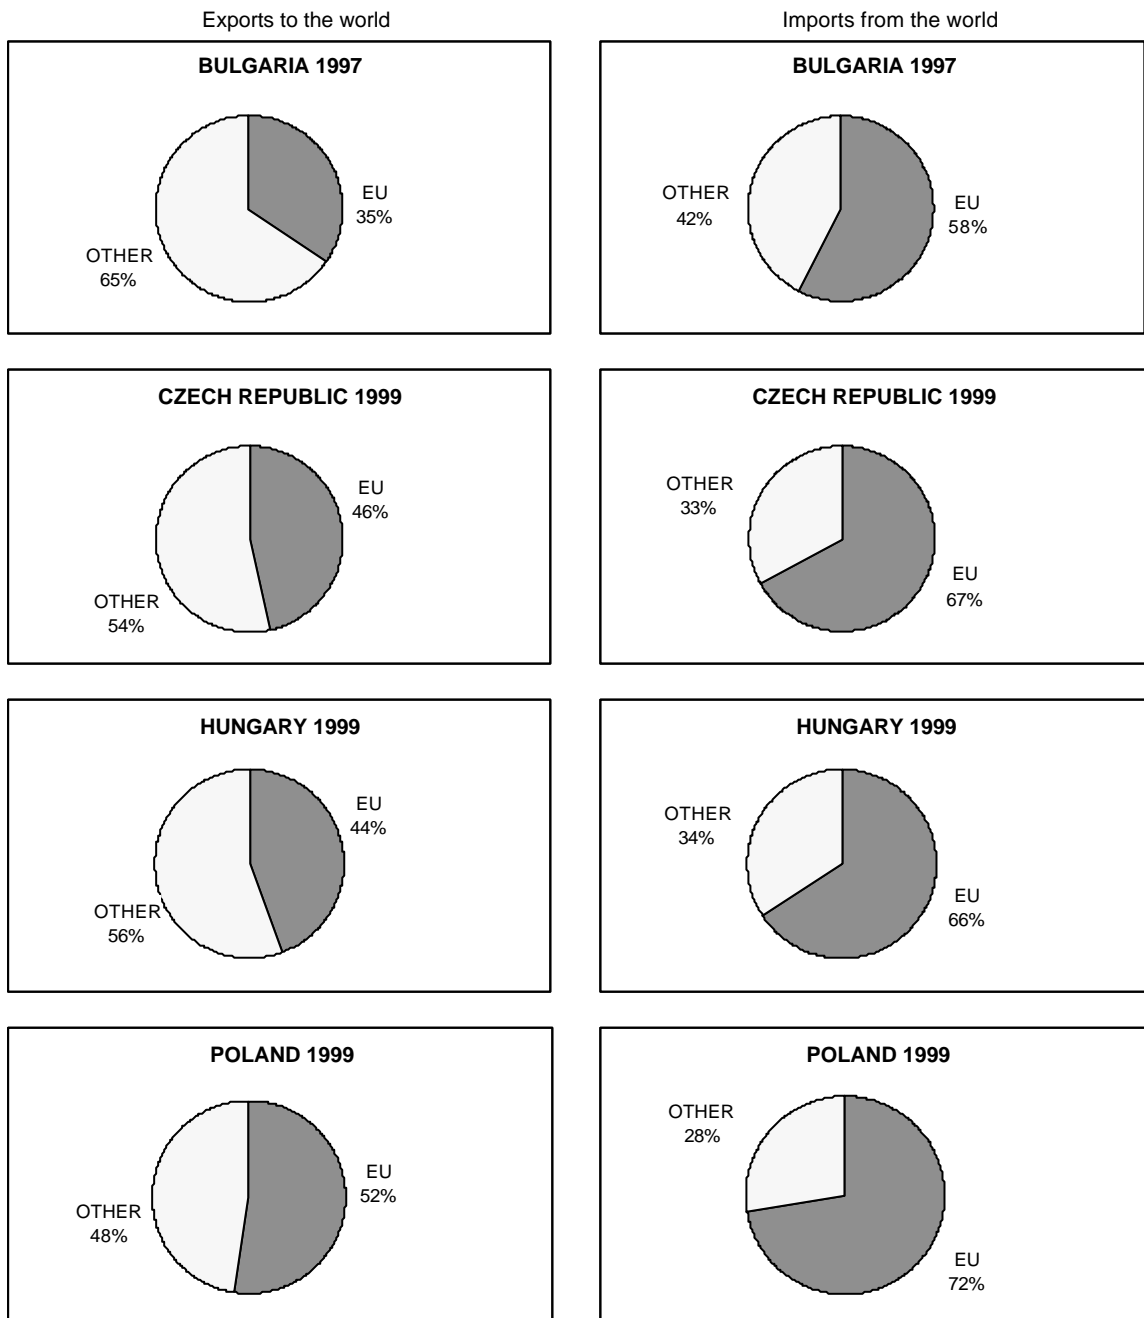 Exports to the world
Imports from the world
BULGARIA 1997
EU
35%
OTHER
65%
BULGARIA 1997
OTHER
42%
EU
58%
CZECH REPUBLIC 1999
EU
46%
OTHER
54%
CZECH REPUBLIC 1999
OTHER
33%
EU
67%
HUNGARY 1999
EU
44%
OTHER
56%
HUNGARY 1999
OTHER
34%
EU
66%
POLAND 1999
EU
52%
OTHER
48%
POLAND 1999
OTHER
28%
EU
72%